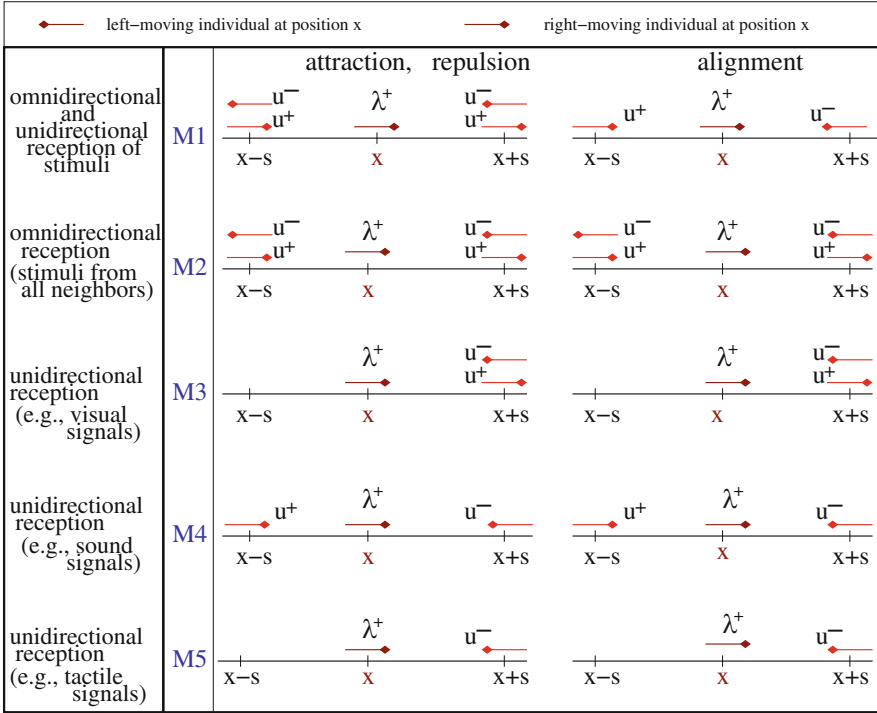 left−moving individual at position x right−moving individual at position x
attraction, repulsion alignment
omnidirectional
and
unidirectional
reception of
stimuli
M1
u− λ+ u− λ+
u+ u+ u+ u−
x−s x x+s x−s x x+s
omnidirectional
reception
(stimuli from
all neighbors)
M2
u− λ+ u− u− λ+ u−
u+ u+ u+ u+
x−s x x+s x−s x x+s
unidirectional
reception
(e.g., visual
signals)
M3
λ+ u− λ+ u−
u+ u+
x−s x x+s x−s x x+s
unidirectional
reception
(e.g., sound
signals)
M4
u+ λ+ u− u+ λ+ u−
x−s x x+s x−s x x+s
unidirectional
reception
(e.g., tactile
signals)
M5
λ+ u− λ+ u−
x−s x x+s x−s x x+s